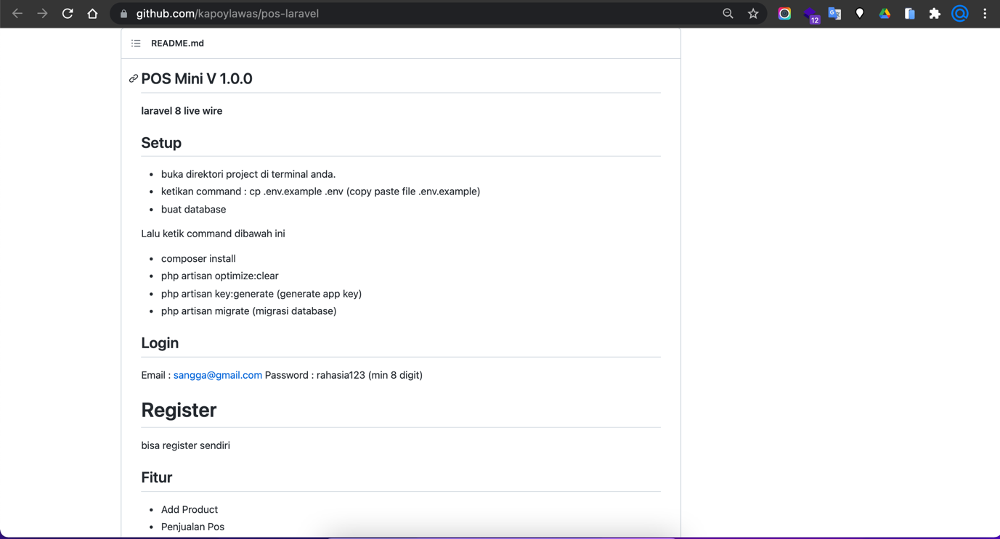 github.com/kapoylawas/pos-laravel
12
README.md
POS Mini V 1.0.0
laravel 8 live wire
Setup
buka direktori project di terminal anda.
ketikan command : cp .env.example .env (copy paste file .env.example)
buat database
Lalu ketik command dibawah ini
composer install
php artisan optimize:clear
php artisan key:generate (generate app key)
php artisan migrate (migrasi database)
Login
Email : sangga@gmail.com Password : rahasia123 (min 8 digit)
Register
bisa register sendiri
Fitur
Add Product
Penjualan Pos